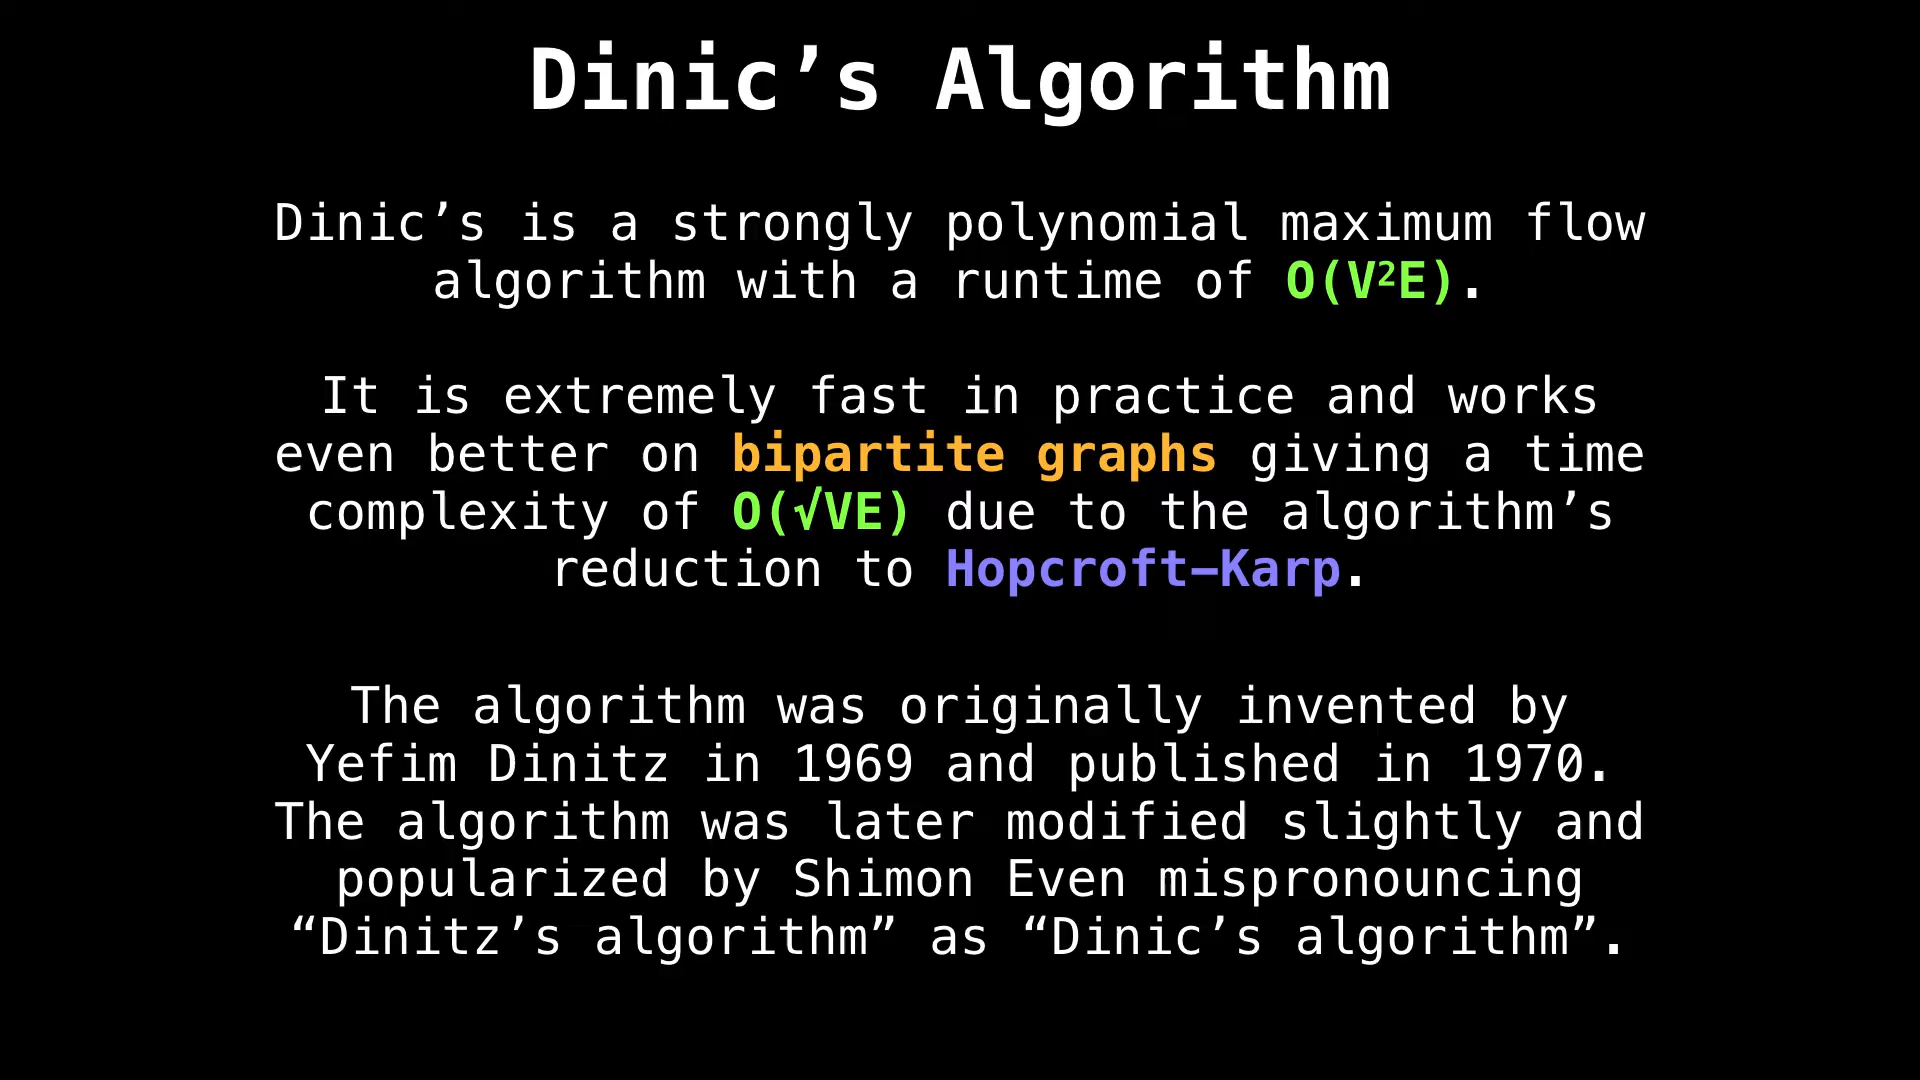 Dinic’s Algorithm
Dinic’s is a strongly polynomial maximum flow
algorithm with a runtime of O(V²E).
It is extremely fast in practice and works
even better on bipartite graphs giving a time
complexity of O(√VE) due to the algorithm’s
reduction to Hopcroft–Karp.
The algorithm was originally invented by
Yefim Dinitz in 1969 and published in 1970.
The algorithm was later modified slightly and
popularized by Shimon Even mispronouncing
“Dinitz’s algorithm” as “Dinic’s algorithm”.